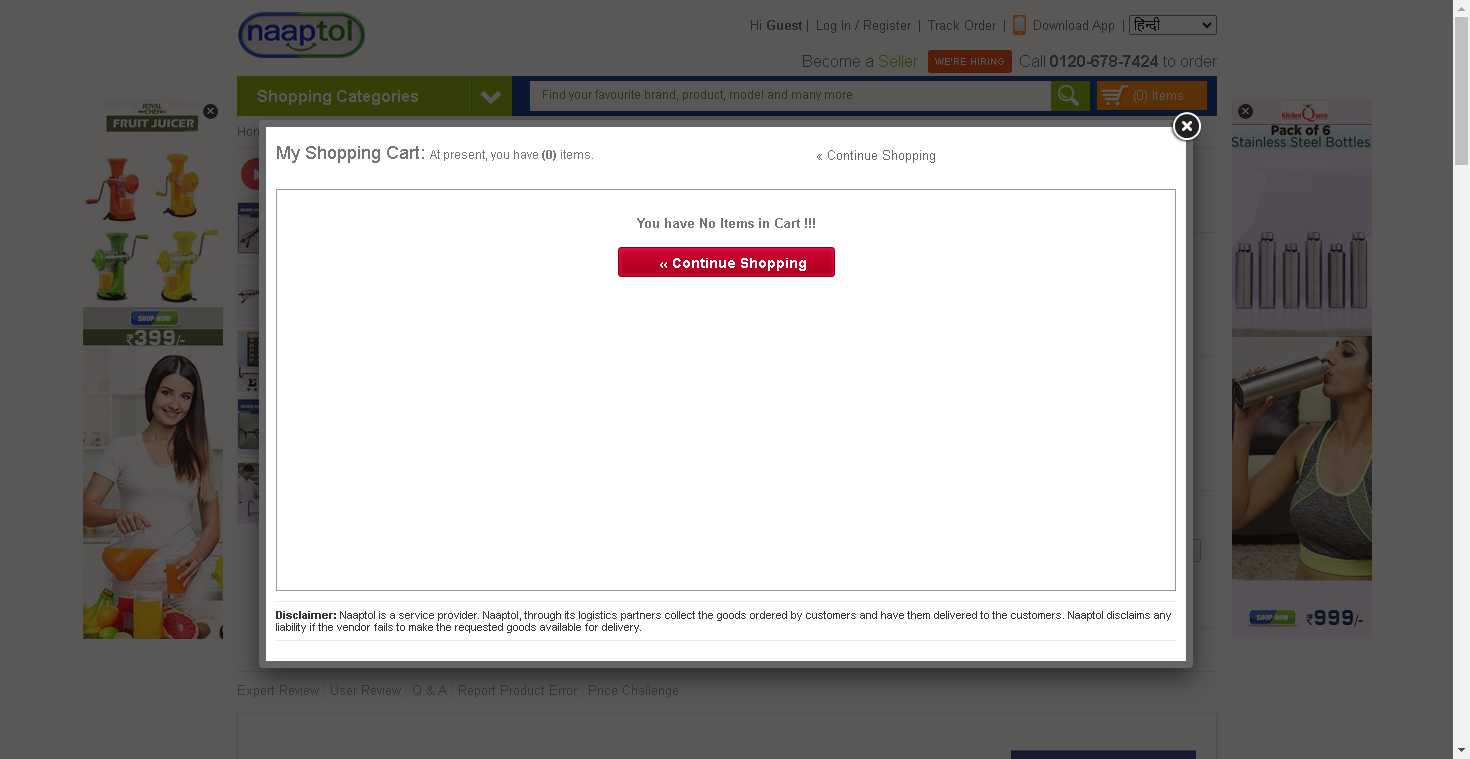 naaptol
Hi Guest | Log In / Register | Track Order | Download App | हिन्दी
Become a Seller WE'RE HIRING Call 0120-678-7424 to order
Shopping Categories
Find your favourite brand, product, model and many more
(0) Items
ROYAL CHEF
FRUIT JUICER
SHOP NOW
₹399/-
Hon
My Shopping Cart: At present, you have (0) items.
« Continue Shopping
You have No Items in Cart !!!
« Continue Shopping
Disclaimer: Naaptol is a service provider. Naaptol, through its logistics partners collect the goods ordered by customers and have them delivered to the customers. Naaptol disclaims any
liability if the vendor fails to make the requested goods available for delivery.
Kitchen Queen
Pack of 6
Stainless Steel Bottles
SHOP NOW ₹999/-
Expert Review | User Review | Q & A | Report Product Error | Price Challenge